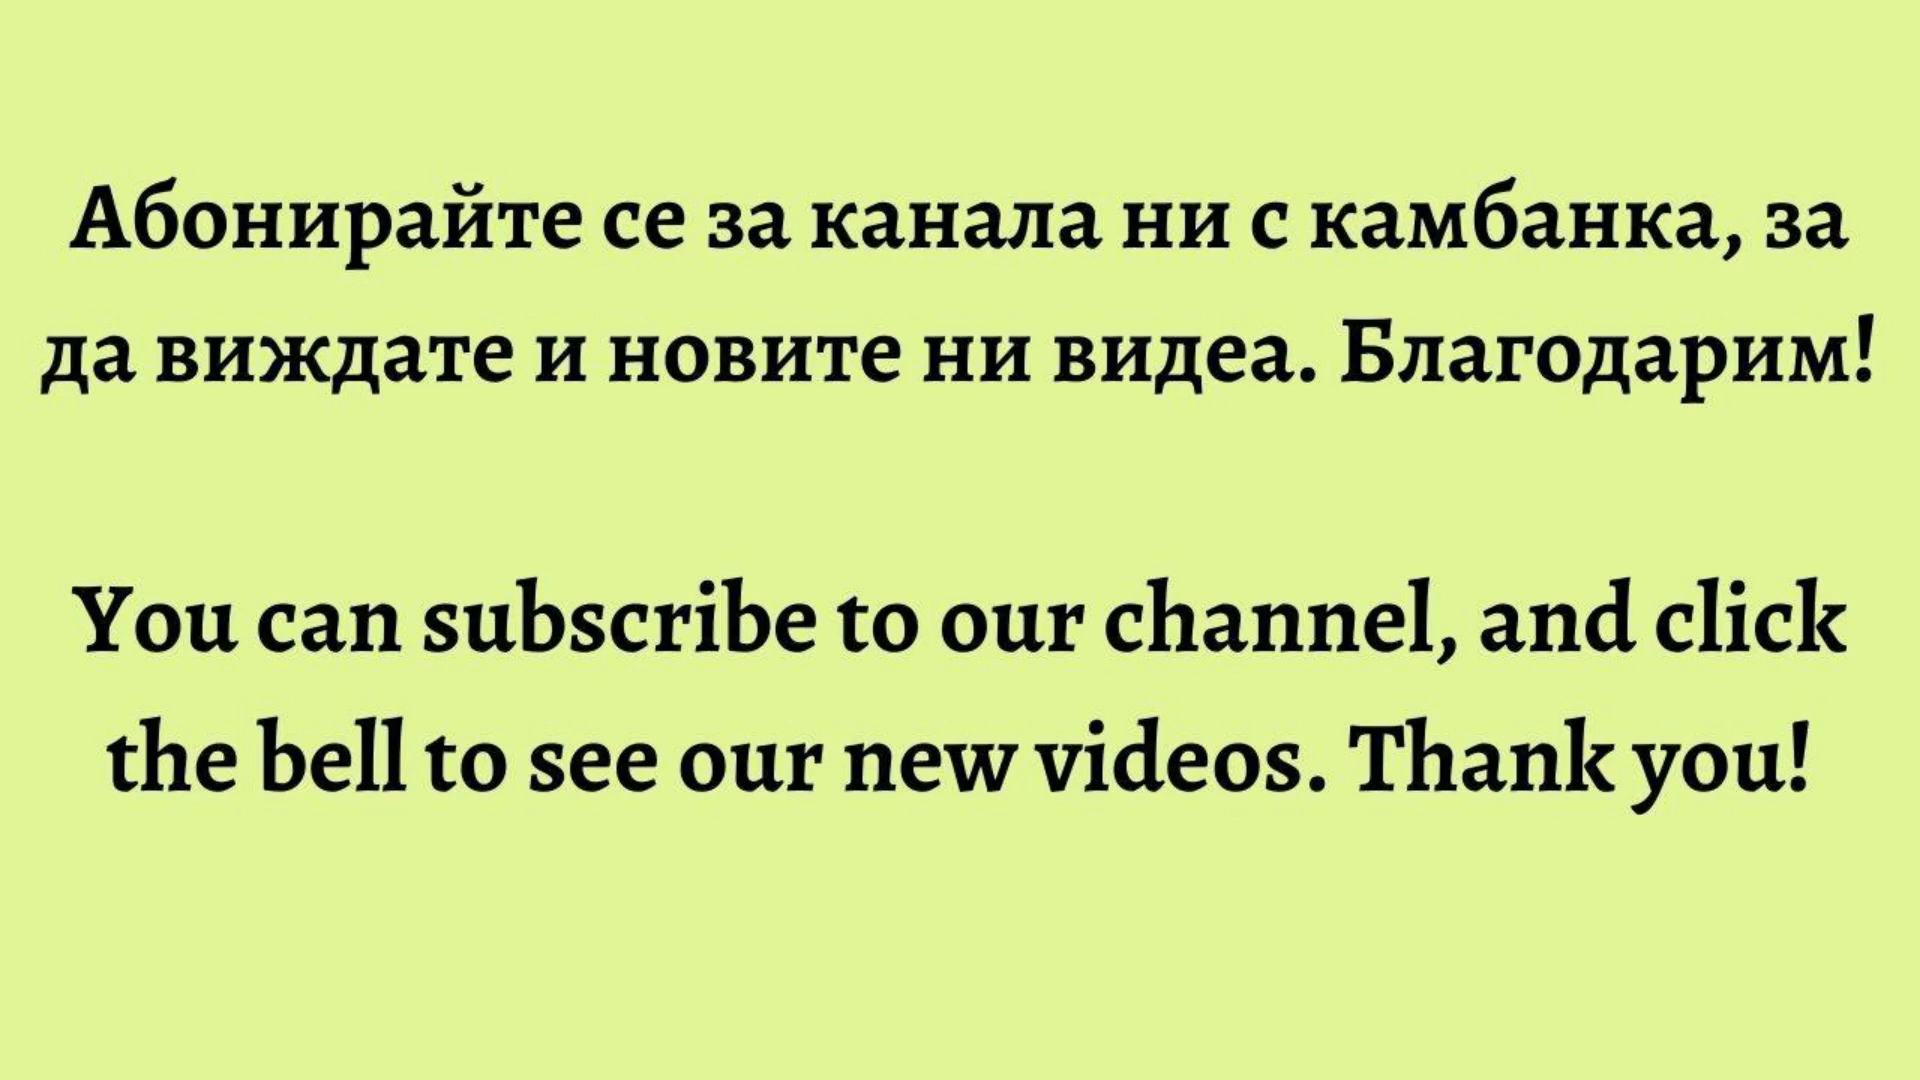 Абонирайте се за канала ни с камбанка, за
да виждате и новите ни видеа. Благодарим!
You can subscribe to our channel, and click
the bell to see our new videos. Thank you!